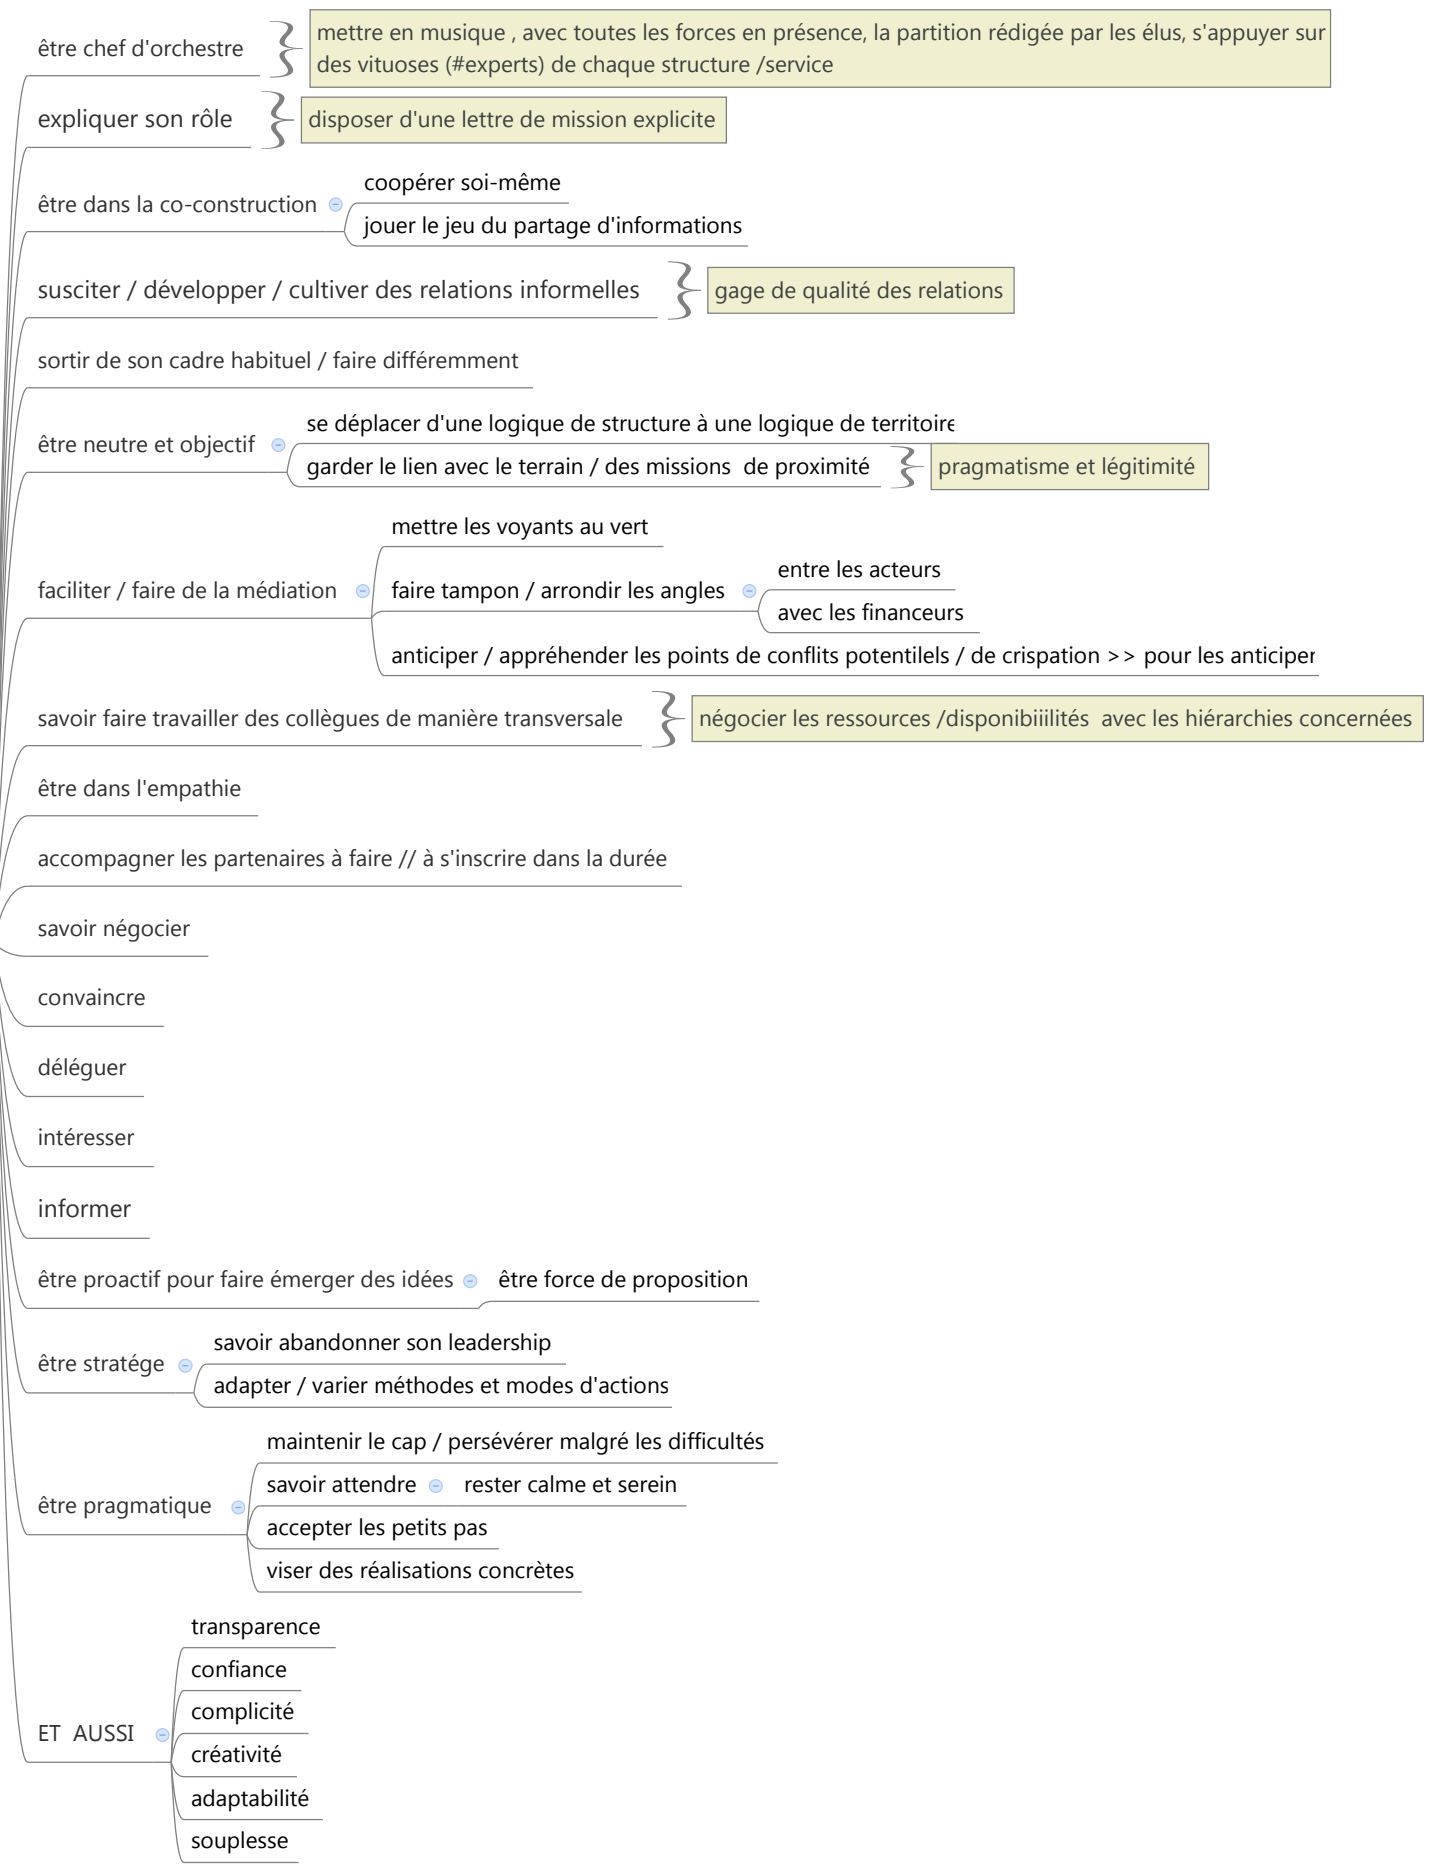 être chef d'orchestre
mettre en musique , avec toutes les forces en présence, la partition rédigée par les élus, s'appuyer sur
des vituoses (#experts) de chaque structure /service
expliquer son rôle
disposer d'une lettre de mission explicite
être dans la co-construction
coopérer soi-même
jouer le jeu du partage d'informations
susciter / développer / cultiver des relations informelles
gage de qualité des relations
sortir de son cadre habituel / faire différemment
être neutre et objectif
se déplacer d'une logique de structure à une logique de territoire
garder le lien avec le terrain / des missions  de proximité
pragmatisme et légitimité
faciliter / faire de la médiation
mettre les voyants au vert
faire tampon / arrondir les angles
entre les acteurs
avec les financeurs
anticiper / appréhender les points de conflits potentilels / de crispation >> pour les anticiper
savoir faire travailler des collègues de manière transversale
négocier les ressources /disponibiiilités  avec les hiérarchies concernées
être dans l'empathie
accompagner les partenaires à faire // à s'inscrire dans la durée
savoir négocier
convaincre
déléguer
intéresser
informer
être proactif pour faire émerger des idées
être force de proposition
être stratége
savoir abandonner son leadership
adapter / varier méthodes et modes d'actions
être pragmatique
maintenir le cap / persévérer malgré les difficultés
savoir attendre
rester calme et serein
accepter les petits pas
viser des réalisations concrètes
ET  AUSSI
transparence
confiance
complicité
créativité
adaptabilité
souplesse